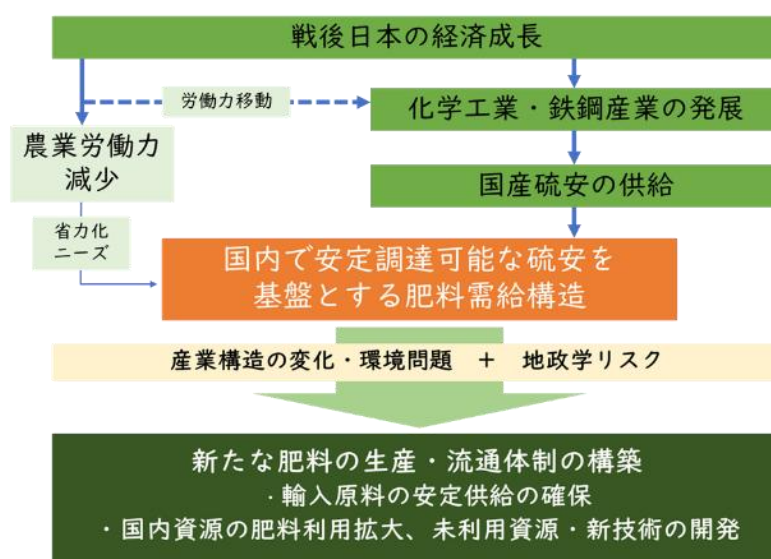 戦後日本の経済成長
労働力移動
化学工業・鉄鋼産業の発展
農業労働力
減少
国産硫安の供給
省力化
ニーズ
国内で安定調達可能な硫安を
基盤とする肥料需給構造
産業構造の変化・環境問題 + 地政学リスク
新たな肥料の生産・流通体制の構築
・輸入原料の安定供給の確保
・国内資源の肥料利用拡大、未利用資源・新技術の開発